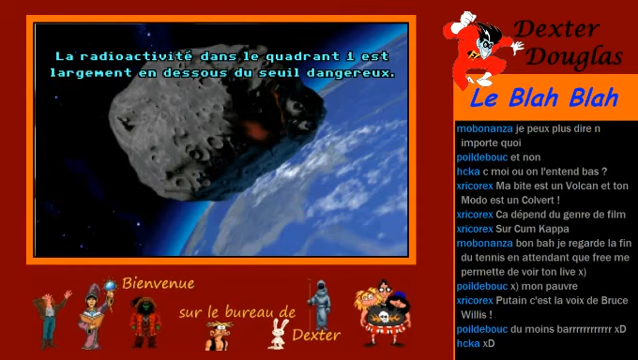 La radioactivité dans le quadrant i est
largement en dessous du seuil dangereux.
Dexter
Douglas
Le Blah Blah
mobonanza je peux plus dire n
importe quoi
poildebouc et non
hcka c moi ou on l'entend bas ?
xricorex Ma bite est un Volcan et ton
Modo est un Colvert !
xricorex Ca dépend du genre de film
xricorex Sur Cum Kappa
mobonanza bon bah je regarde la fin
du tennis en attendant que free me
permette de voir ton live x)
poildebouc x) mon pauvre
xricorex Putain c'est la voix de Bruce
Willis !
poildebouc du moins barrrrrrrrrrr xD
hcka xD
Bienvenue
sur le bureau de
Dexter